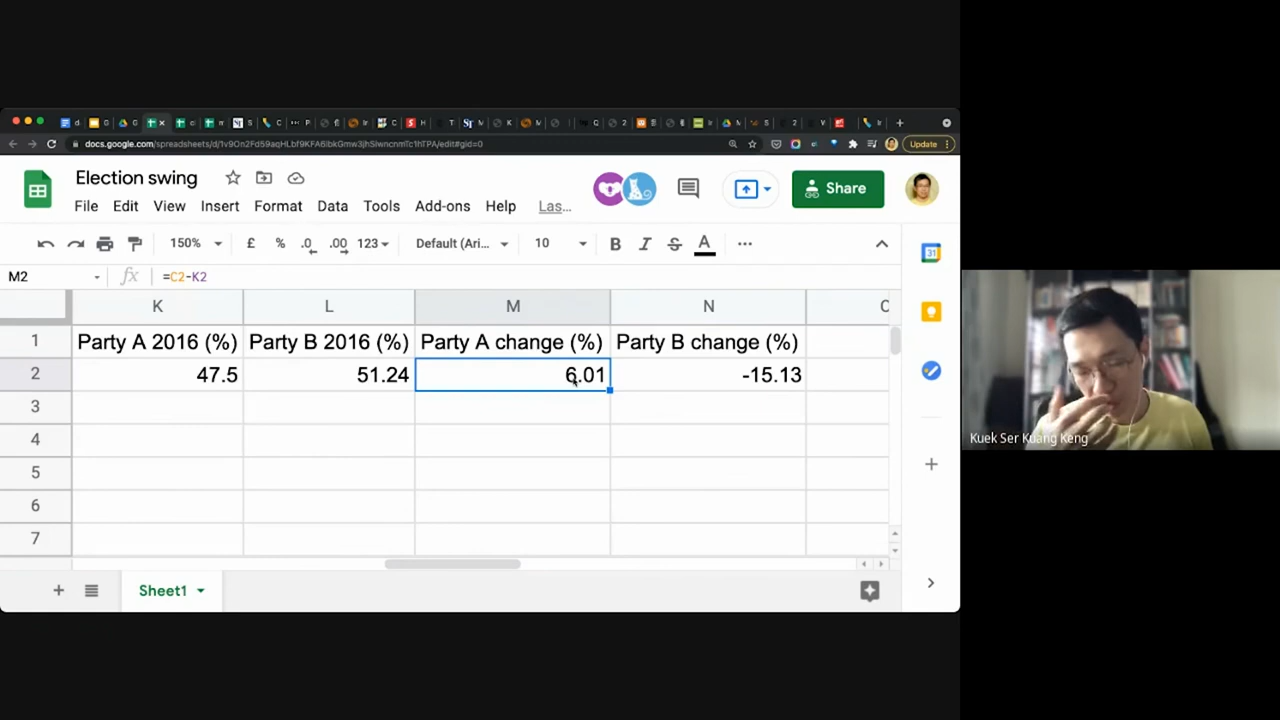 docs.google.com/spreadsheets/d/1v9On2Fd59aqHLbf9KFA6ibkGmw3jhSlwncnmTc1hTPA/edit#gid=0
Update
Election swing
File Edit View Insert Format Data Tools Add-ons Help Las...
Share
150% £ % .0 .00 123 Default (Ari... 10 B I S A
31
M2 fx =C2-K2
K L M N
1 Party A 2016 (%) Party B 2016 (%) Party A change (%) Party B change (%)
2 47.5 51.24 6.01 -15.13
3
4
5
6
7
Sheet1
Kuek Ser Kuang Keng